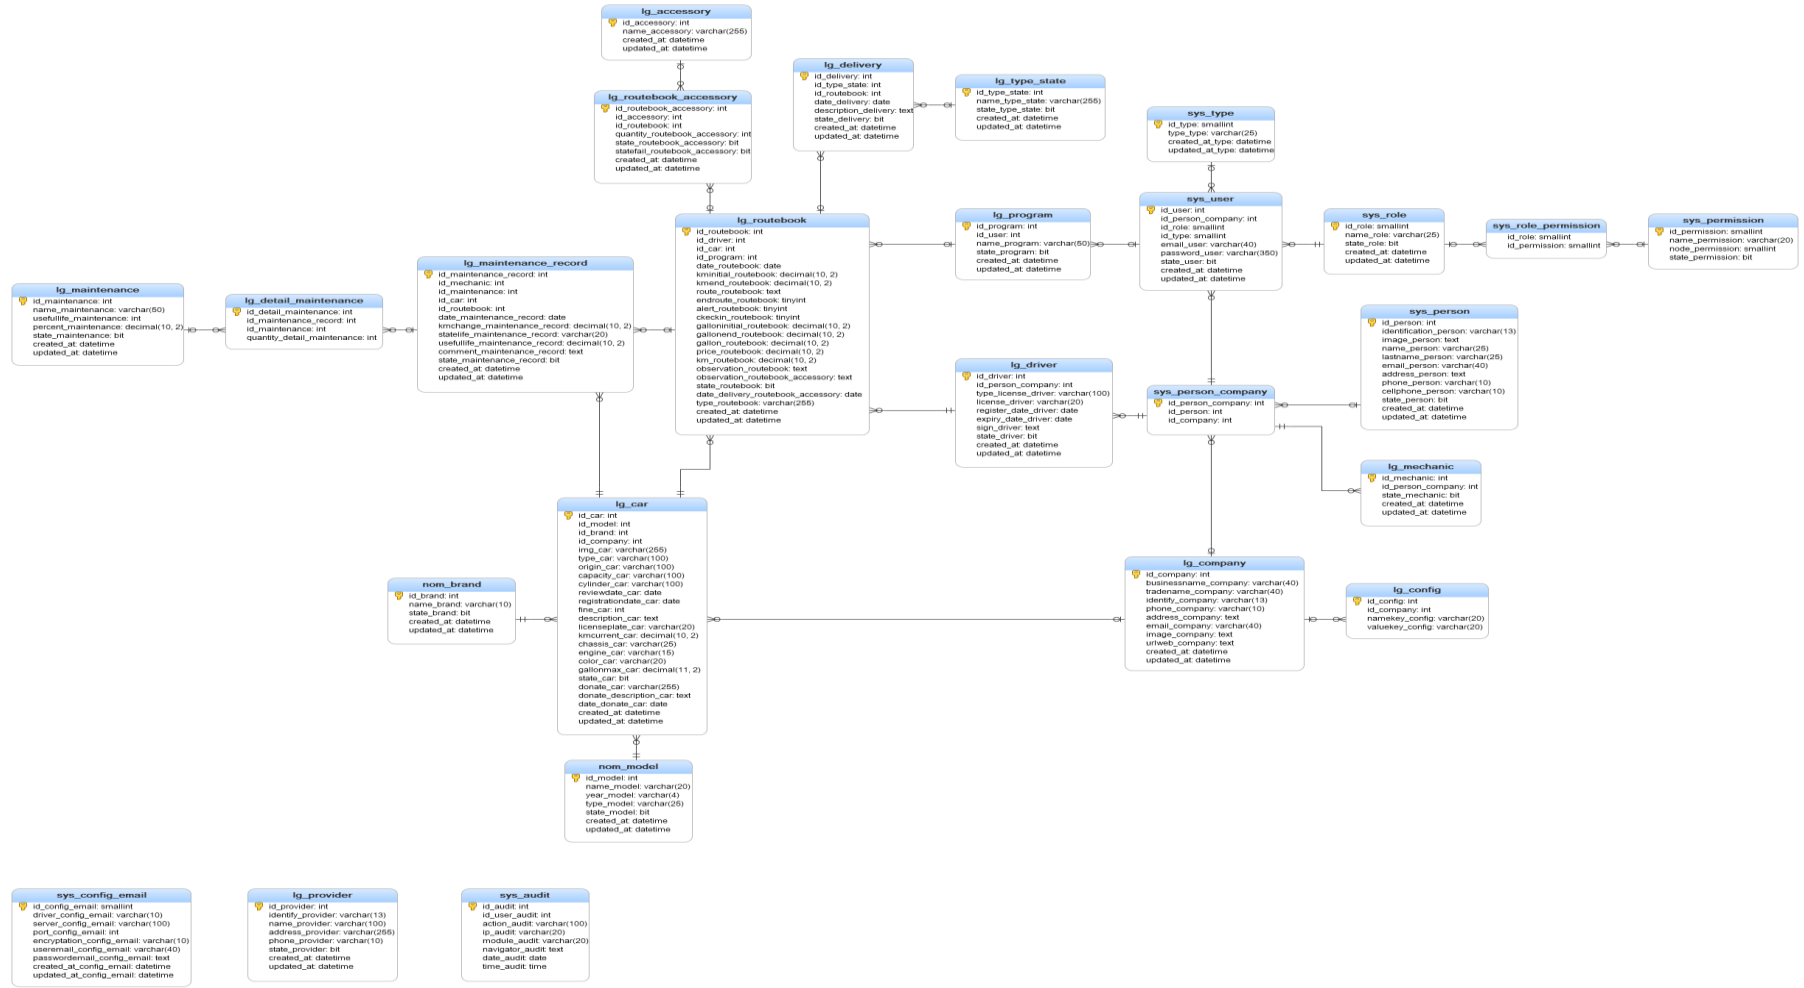 lg_accessory
id_accessory: int
name_accessory: varchar(255)
created_at: datetime
updated_at: datetime
lg_routebook_accessory
id_routebook_accessory: int
id_accessory: int
id_routebook: int
quantity_routebook_accessory: int
state_routebook_accessory: bit
statefail_routebook_accessory: bit
created_at: datetime
updated_at: datetime
lg_delivery
id_delivery: int
id_type_state: int
id_routebook: int
date_delivery: date
description_delivery: text
state_delivery: bit
created_at: datetime
updated_at: datetime
lg_type_state
id_type_state: int
name_type_state: varchar(255)
state_type_state: bit
created_at: datetime
updated_at: datetime
sys_type
id_type: smallint
type_type: varchar(25)
created_at_type: datetime
updated_at_type: datetime
sys_user
id_user: int
id_person_company: int
id_role: smallint
id_type: smallint
email_user: varchar(40)
password_user: varchar(350)
state_user: bit
created_at: datetime
updated_at: datetime
sys_role
id_role: smallint
name_role: varchar(25)
state_role: bit
created_at: datetime
updated_at: datetime
sys_role_permission
id_role: smallint
id_permission: smallint
sys_permission
id_permission: smallint
name_permission: varchar(20)
node_permission: smallint
state_permission: bit
lg_routebook
id_routebook: int
id_driver: int
id_car: int
id_program: int
date_routebook: date
kminitial_routebook: decimal(10, 2)
kmend_routebook: decimal(10, 2)
route_routebook: text
endroute_routebook: tinyint
alert_routebook: tinyint
ckeckin_routebook: tinyint
galloninitial_routebook: decimal(10, 2)
gallonend_routebook: decimal(10, 2)
gallon_routebook: decimal(10, 2)
price_routebook: decimal(10, 2)
km_routebook: decimal(10, 2)
observation_routebook: text
observation_routebook_accessory: text
state_routebook: bit
date_delivery_routebook_accessory: date
type_routebook: varchar(255)
created_at: datetime
updated_at: datetime
lg_program
id_program: int
id_user: int
name_program: varchar(50)
state_program: bit
created_at: datetime
updated_at: datetime
lg_maintenance_record
id_maintenance_record: int
id_mechanic: int
id_maintenance: int
id_car: int
id_routebook: int
date_maintenance_record: date
kmchange_maintenance_record: decimal(10, 2)
statelife_maintenance_record: varchar(20)
usefullife_maintenance_record: decimal(10, 2)
comment_maintenance_record: text
state_maintenance_record: bit
created_at: datetime
updated_at: datetime
lg_maintenance
id_maintenance: int
name_maintenance: varchar(50)
usefullife_maintenance: int
percent_maintenance: decimal(10, 2)
state_maintenance: bit
created_at: datetime
updated_at: datetime
lg_detail_maintenance
id_detail_maintenance: int
id_maintenance_record: int
id_maintenance: int
quantity_detail_maintenance: int
sys_person
id_person: int
identification_person: varchar(13)
image_person: text
name_person: varchar(25)
lastname_person: varchar(25)
email_person: varchar(40)
address_person: text
phone_person: varchar(10)
cellphone_person: varchar(10)
state_person: bit
created_at: datetime
updated_at: datetime
lg_driver
id_driver: int
id_person_company: int
type_license_driver: varchar(100)
license_driver: varchar(20)
register_date_driver: date
expiry_date_driver: date
sign_driver: text
state_driver: bit
created_at: datetime
updated_at: datetime
sys_person_company
id_person_company: int
id_person: int
id_company: int
lg_mechanic
id_mechanic: int
id_person_company: int
state_mechanic: bit
created_at: datetime
updated_at: datetime
lg_car
id_car: int
id_model: int
id_brand: int
id_company: int
img_car: varchar(255)
type_car: varchar(100)
origin_car: varchar(100)
capacity_car: varchar(100)
cylinder_car: varchar(100)
reviewdate_car: date
registrationdate_car: date
fine_car: int
description_car: text
licenseplate_car: varchar(20)
kmcurrent_car: decimal(10, 2)
chassis_car: varchar(25)
engine_car: varchar(15)
color_car: varchar(20)
gallonmax_car: decimal(11, 2)
state_car: bit
donate_car: varchar(255)
donate_description_car: text
date_donate_car: date
created_at: datetime
updated_at: datetime
nom_brand
id_brand: int
name_brand: varchar(10)
state_brand: bit
created_at: datetime
updated_at: datetime
lg_company
id_company: int
businessname_company: varchar(40)
tradename_company: varchar(40)
identify_company: varchar(13)
phone_company: varchar(10)
address_company: text
email_company: varchar(40)
image_company: text
urlweb_company: text
created_at: datetime
updated_at: datetime
lg_config
id_config: int
id_company: int
namekey_config: varchar(20)
valuekey_config: varchar(20)
nom_model
id_model: int
name_model: varchar(20)
year_model: varchar(4)
type_model: varchar(25)
state_model: bit
created_at: datetime
updated_at: datetime
sys_config_email
id_config_email: smallint
driver_config_email: varchar(10)
server_config_email: varchar(100)
port_config_email: int
encryptation_config_email: varchar(10)
useremail_config_email: varchar(40)
passwordemail_config_email: text
created_at_config_email: datetime
updated_at_config_email: datetime
lg_provider
id_provider: int
identify_provider: varchar(13)
name_provider: varchar(100)
address_provider: varchar(255)
phone_provider: varchar(10)
state_provider: bit
created_at: datetime
updated_at: datetime
sys_audit
id_audit: int
id_user_audit: int
action_audit: varchar(100)
ip_audit: varchar(20)
module_audit: varchar(20)
navigator_audit: text
date_audit: date
time_audit: time